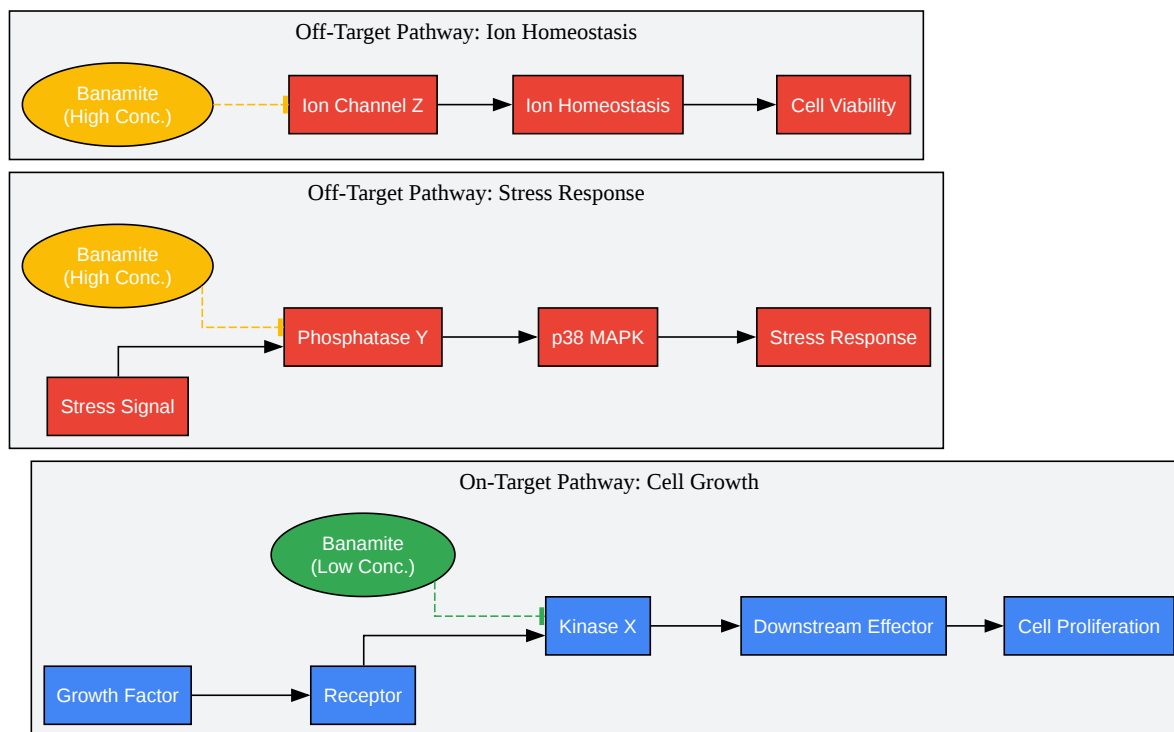 Off-Target Pathway: Ion Homeostasis
Banamite
(High Conc.)
Ion Channel Z
Ion Homeostasis
Cell Viability
Off-Target Pathway: Stress Response
Banamite
(High Conc.)
Phosphatase Y
p38 MAPK
Stress Response
Stress Signal
On-Target Pathway: Cell Growth
Banamite
(Low Conc.)
Kinase X
Downstream Effector
Cell Proliferation
Growth Factor
Receptor